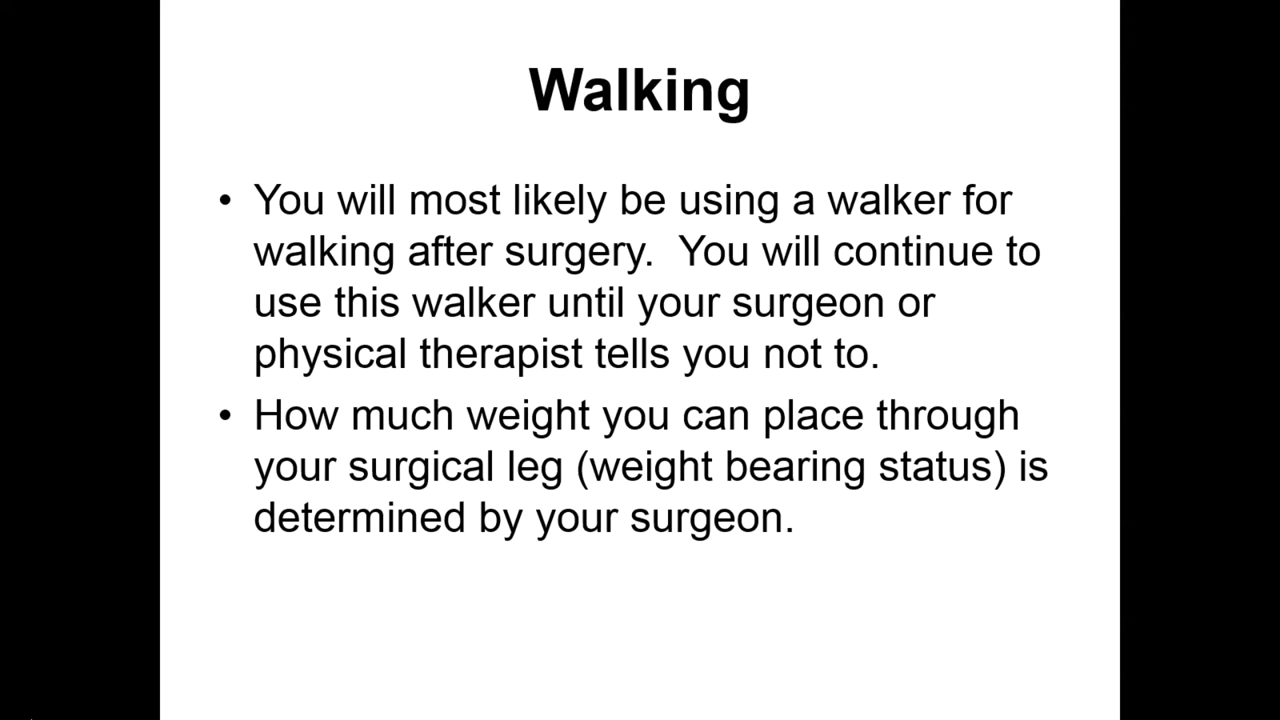 Walking
• You will most likely be using a walker for
walking after surgery.  You will continue to
use this walker until your surgeon or
physical therapist tells you not to.
• How much weight you can place through
your surgical leg (weight bearing status) is
determined by your surgeon.